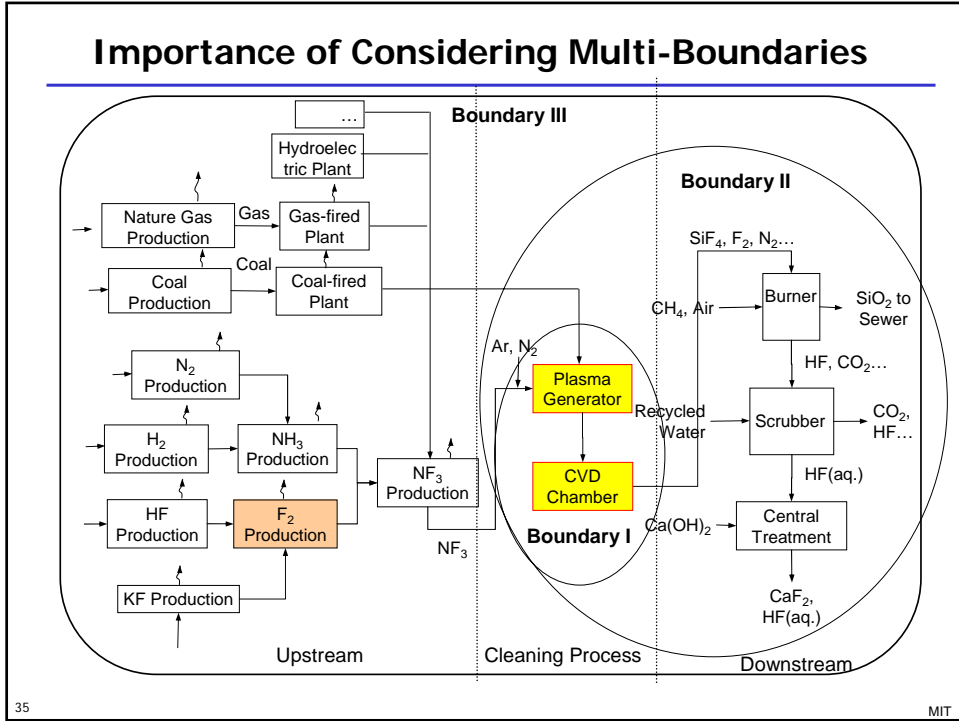 Importance of Considering Multi-Boundaries
Boundary III
...
Hydroelec
tric Plant
Boundary II
Nature Gas
Production
Gas
Gas-fired
Plant
SiF4, F2, N2...
Coal
Production
Coal
Coal-fired
Plant
CH4, Air
Burner
SiO2 to
Sewer
N2
Production
Ar, N2
Plasma
Generator
HF, CO2...
H2
Production
NH3
Production
Recycled
Water
Scrubber
CO2,
HF...
NF3
Production
CVD
Chamber
HF(aq.)
HF
Production
F2
Production
Boundary I
Ca(OH)2
Central
Treatment
NF3
KF Production
CaF2,
HF(aq.)
Upstream
Cleaning Process
Downstream
35
MIT